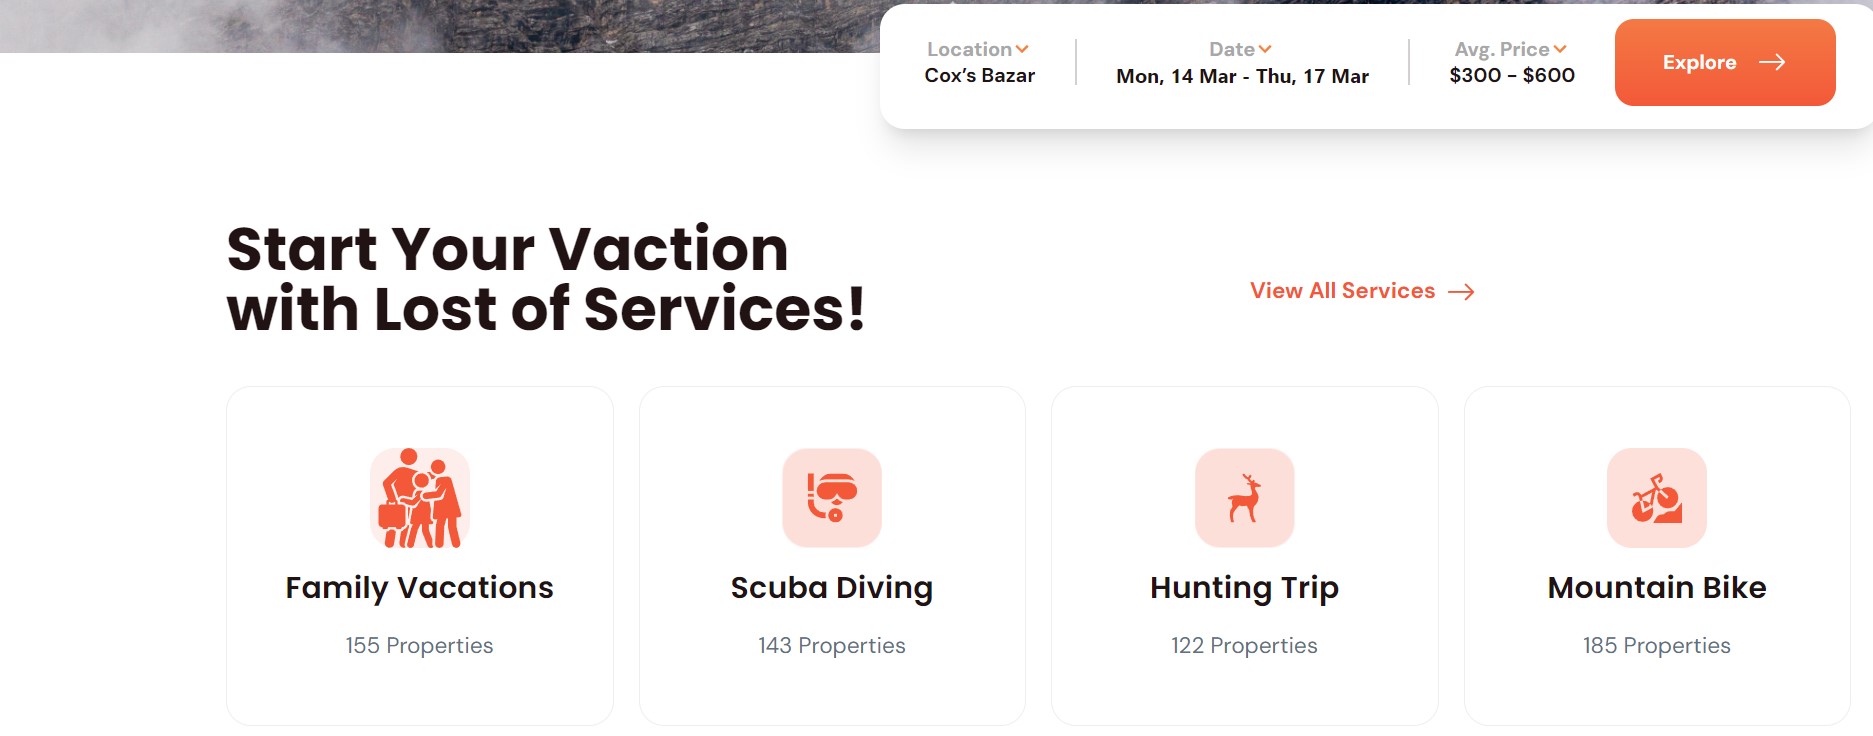 Location
Cox's Bazar
Date
Mon, 14 Mar - Thu, 17 Mar
Avg. Price
$300 - $600
Explore
Start Your Vaction
with Lost of Services!
View All Services
Family Vacations
155 Properties
Scuba Diving
143 Properties
Hunting Trip
122 Properties
Mountain Bike
185 Properties